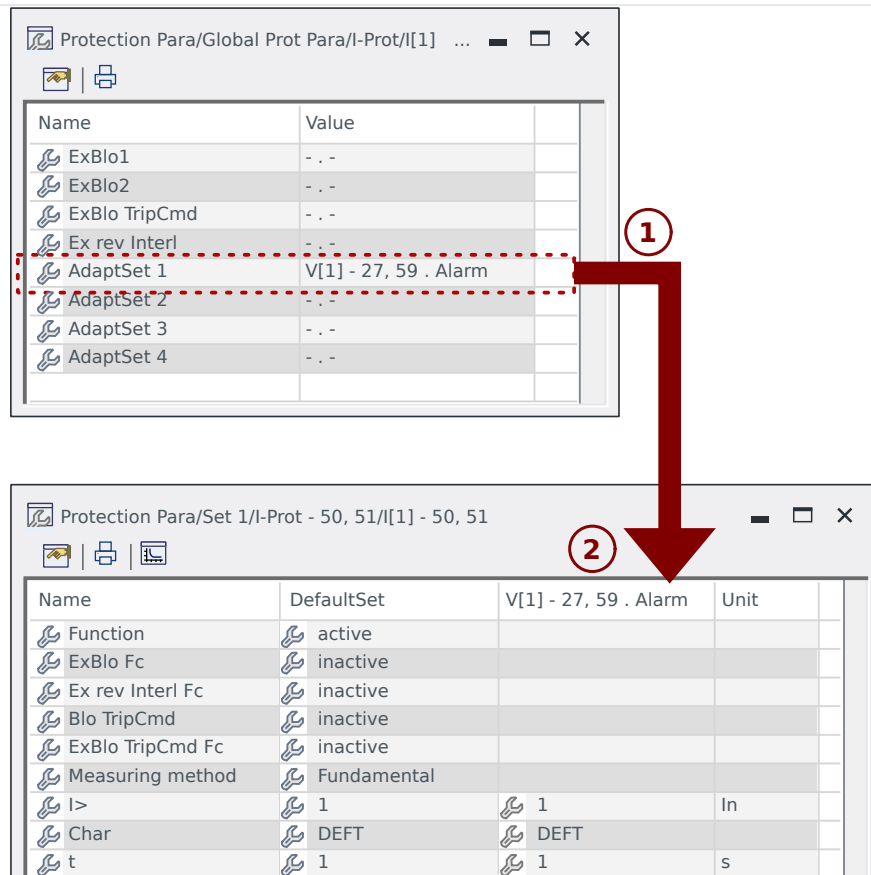 Protection Para/Global Prot Para/I-Prot/I[1] ...
Name Value
ExBlo1 - . -
ExBlo2 - . -
ExBlo TripCmd - . -
Ex rev Interl - . -
AdaptSet 1 V[1] - 27, 59 . Alarm
AdaptSet 2 - . -
AdaptSet 3 - . -
AdaptSet 4 - . -
1
Protection Para/Set 1/I-Prot - 50, 51/I[1] - 50, 51
2
Name DefaultSet V[1] - 27, 59 . Alarm Unit
Function active
ExBlo Fc inactive
Ex rev Interl Fc inactive
Blo TripCmd inactive
ExBlo TripCmd Fc inactive
Measuring method Fundamental
I> 1 1 In
Char DEFT DEFT
t 1 1 s